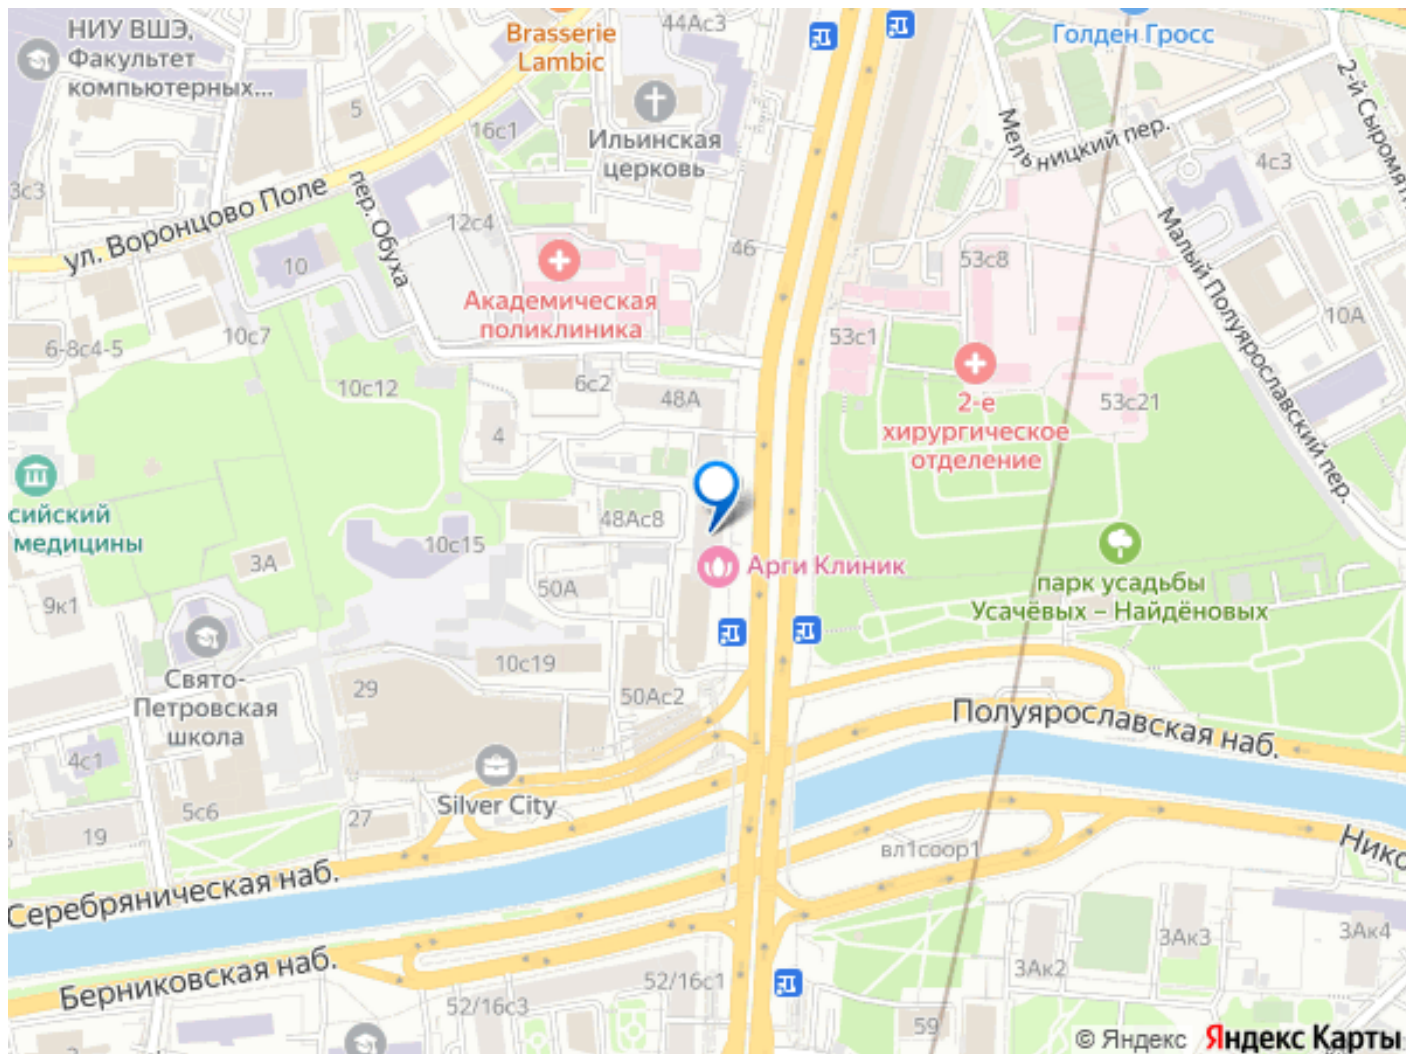 НИУ ВШЭ,
Факультет
компьютерных...
Brasserie
Lambic
44Ас3
Голден Гросс
5
16с1
Ильинская
церковь
Мельницкий пер.
2-й Сыромят
4с3
3с3
ул. Воронцово Поле
пер. Обуха
12с4
46
53с8
Малый Полуярославский пер.
10
Академическая
поликлиника
10А
6-8с4-5
10с7
53с1
10с12
6с2
48А
2-е
хирургическое
отделение
53с21
4
сийский
медицины
48Ас8
10с15
3А
50А
Арги Клиник
парк усадьбы
Усачёвых – Найдёновых
9к1
10с19
Свято-
Петровская
школа
29
50Ас2
Полуярославская наб.
4с1
Silver City
5с6
27
19
вл1соор1
Нико
Серебряническая наб.
3Ак3
3Ак4
Берниковская наб.
3Ак2
52/16с1
52/16с3
59
© Яндекс Яндекс Карты